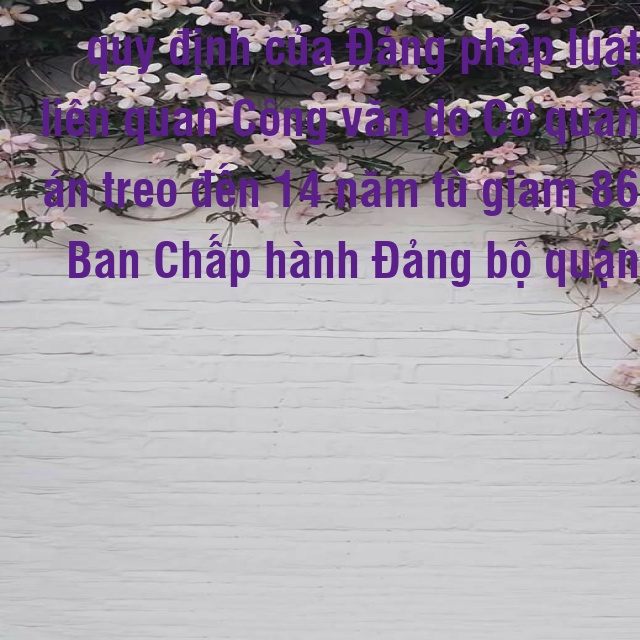 quy định của Đảng pháp luật
liên quan Công văn do Cơ quan
án treo đến 14 năm tù giam 86
Ban Chấp hành Đảng bộ quận